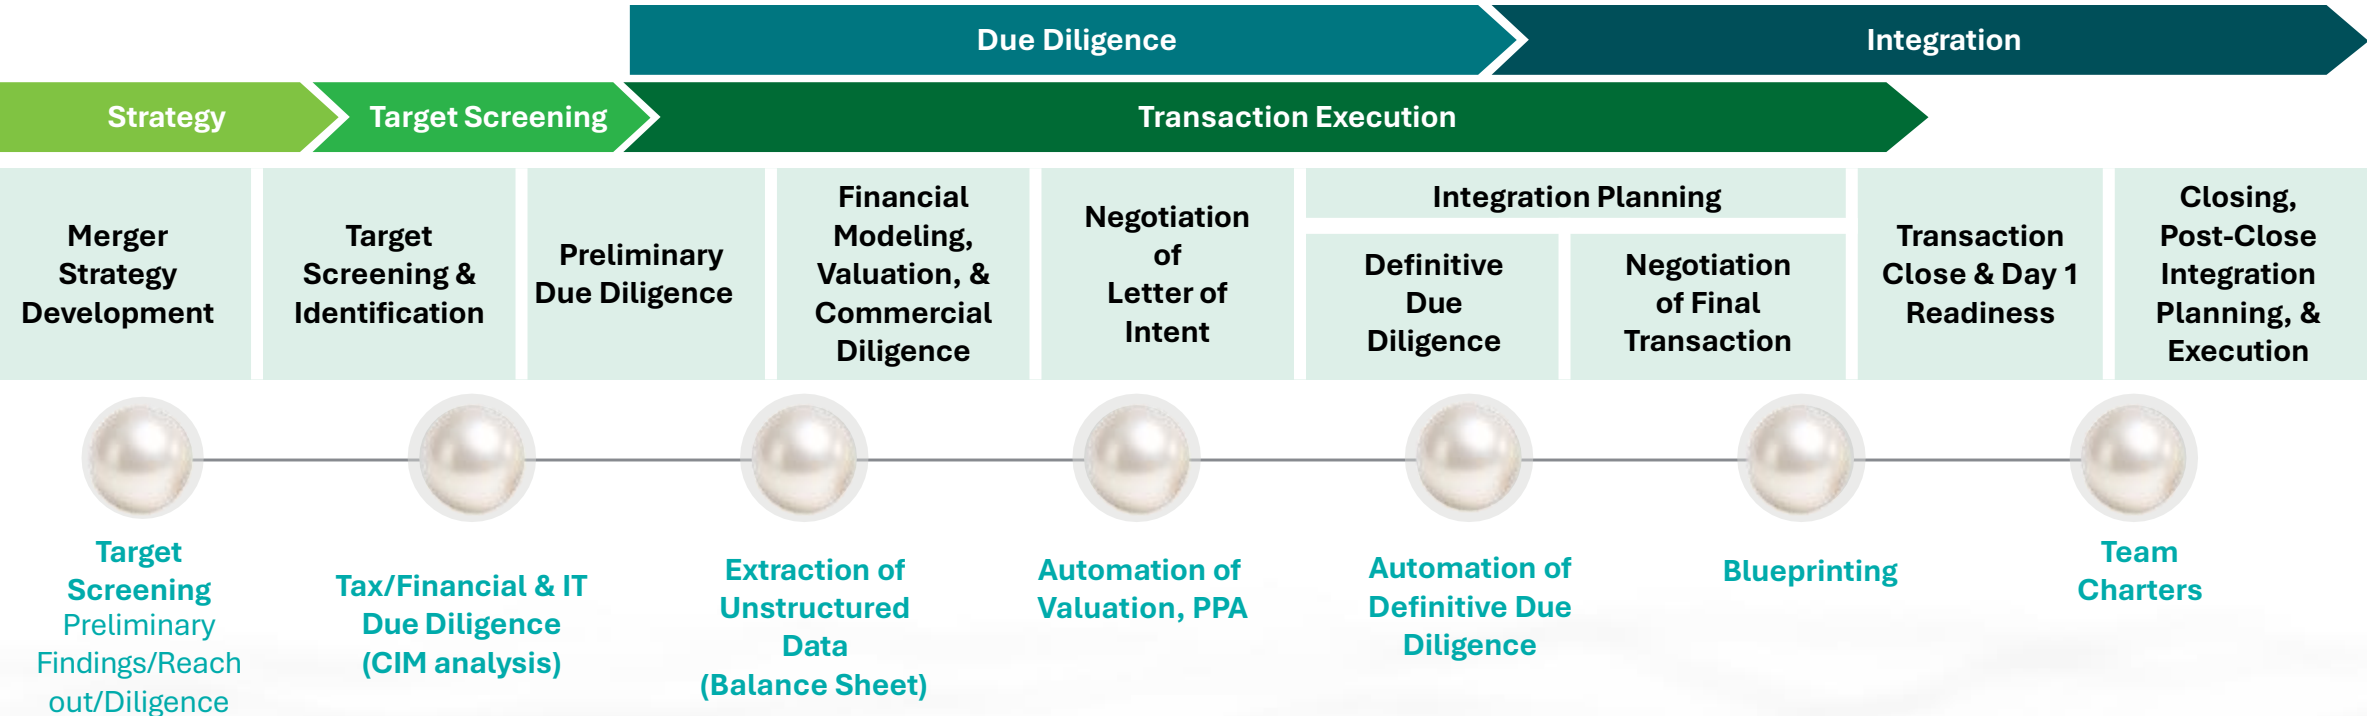 Due Diligence
Integration
Strategy
Target Screening
Transaction Execution
Merger
Strategy
Development
Target
Screening &
Identification
Preliminary
Due Diligence
Financial
Modeling,
Valuation, &
Commercial
Diligence
Negotiation
of
Letter of
Intent
Integration Planning
Definitive
Due
Diligence
Negotiation
of Final
Transaction
Transaction
Close & Day 1
Readiness
Closing,
Post-Close
Integration
Planning, &
Execution
Target
Screening
Preliminary
Findings/Reach
out/Diligence
Tax/Financial & IT
Due Diligence
(CIM analysis)
Extraction of
Unstructured
Data
(Balance Sheet)
Automation of
Valuation, PPA
Automation of
Definitive Due
Diligence
Blueprinting
Team
Charters